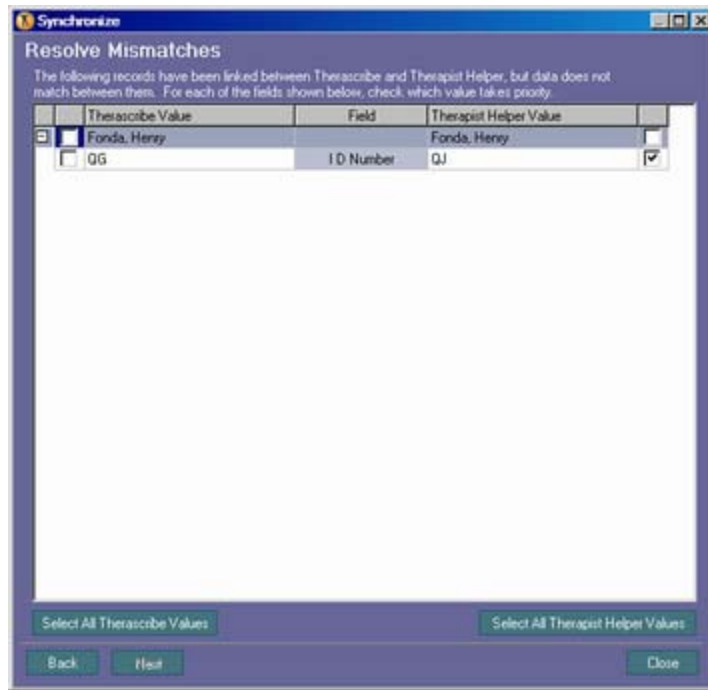 Synchronize
Resolve Mismatches
The following records have been linked between Therascribe and Therapist Helper, but data does not
match between them. For each of the fields shown below, check which value takes priority.
Therascribe Value Field Therapist Helper Value
Fonda, Henry Fonda, Henry
QG I D Number QJ
Select All Therascribe Values Select All Therapist Helper Values
Back Next Close